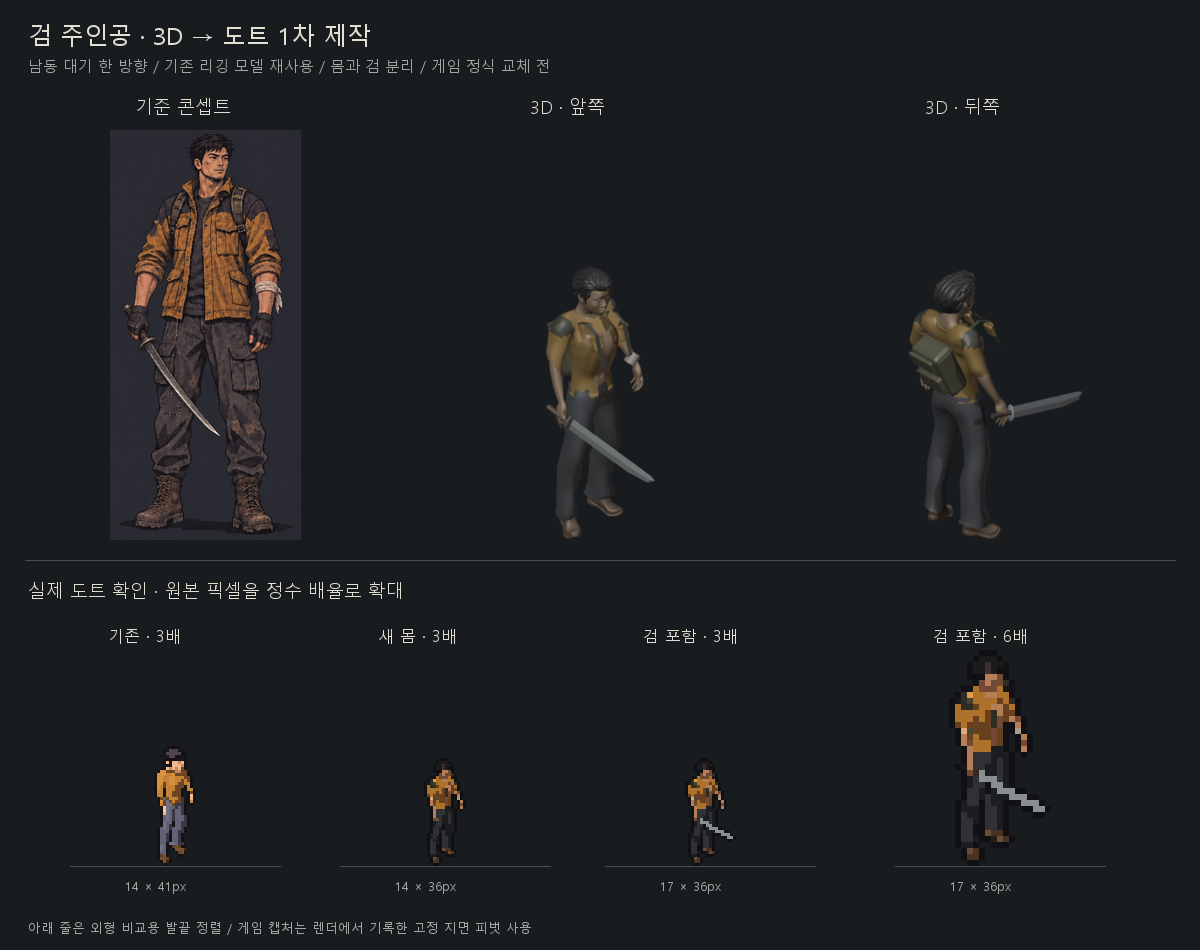 검 주인공 · 3D → 도트 1차 제작
남동 대기 한 방향 / 기존 리깅 모델 재사용 / 몸과 검 분리 / 게임 정식 교체 전
기준 콘셉트
3D · 앞쪽
3D · 뒤쪽
실제 도트 확인 · 원본 픽셀을 정수 배율로 확대
기존 · 3배
새 몸 · 3배
검 포함 · 3배
검 포함 · 6배
14 × 41px
14 × 36px
17 × 36px
17 × 36px
아래 줄은 외형 비교용 발끝 정렬 / 게임 캡처는 렌더에서 기록한 고정 지면 피벗 사용